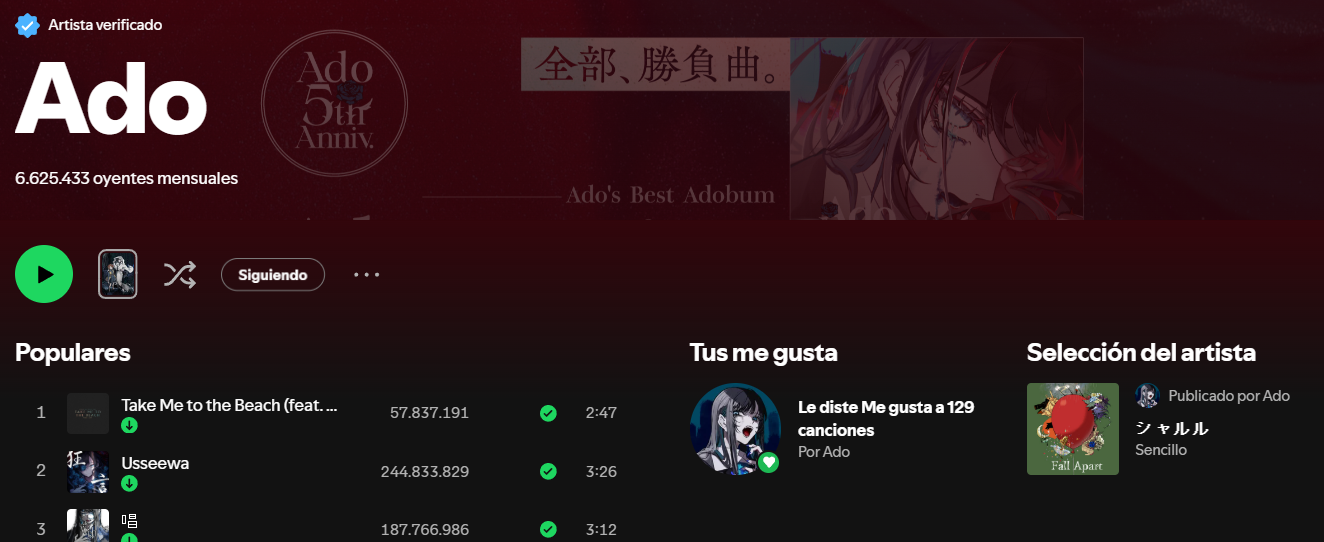 Artista verificado
Ado
6.625.433 oyentes mensuales
Ado
5th
Anniv.
全部、勝負曲。
Ado's Best Adobum
Siguiendo
Populares
1
Take Me to the Beach (feat. ...
57.837.191
2:47
2
Usseewa
244.833.829
3:26
3
唱
187.766.986
3:12
Tus me gusta
Le diste Me gusta a 129
canciones
Por Ado
Selección del artista
Fall Apart
Publicado por Ado
シャルル
Sencillo